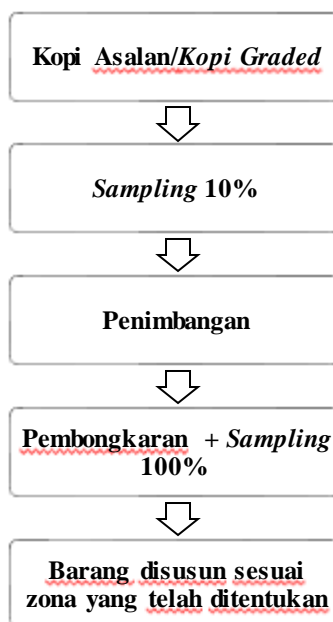 Kopi Asalan/Kopi Graded
Sampling 10%
Penimbangan
Pembongkaran + Sampling
100%
Barang disusun sesuai
zona yang telah ditentukan